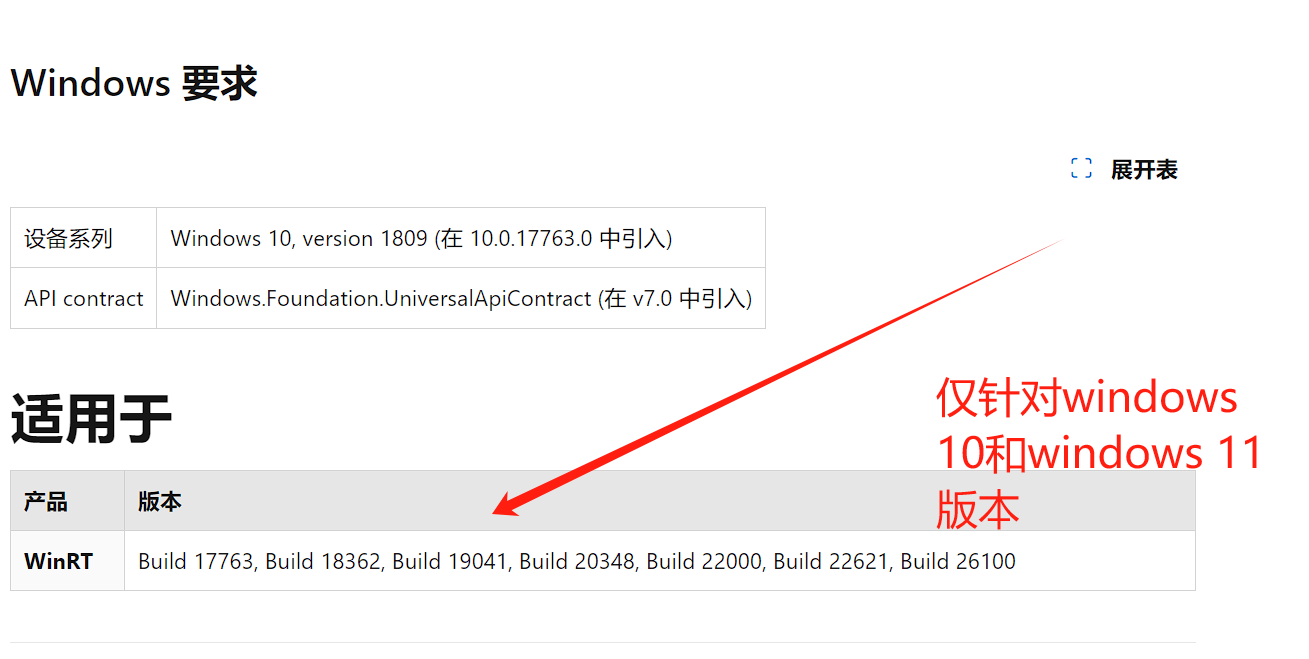 Windows 要求
展开表
设备系列 Windows 10, version 1809 (在 10.0.17763.0 中引入)
API contract Windows.Foundation.UniversalApiContract (在 v7.0 中引入)
适用于
仅针对windows
10和windows 11
版本
产品 版本
WinRT Build 17763, Build 18362, Build 19041, Build 20348, Build 22000, Build 22621, Build 26100